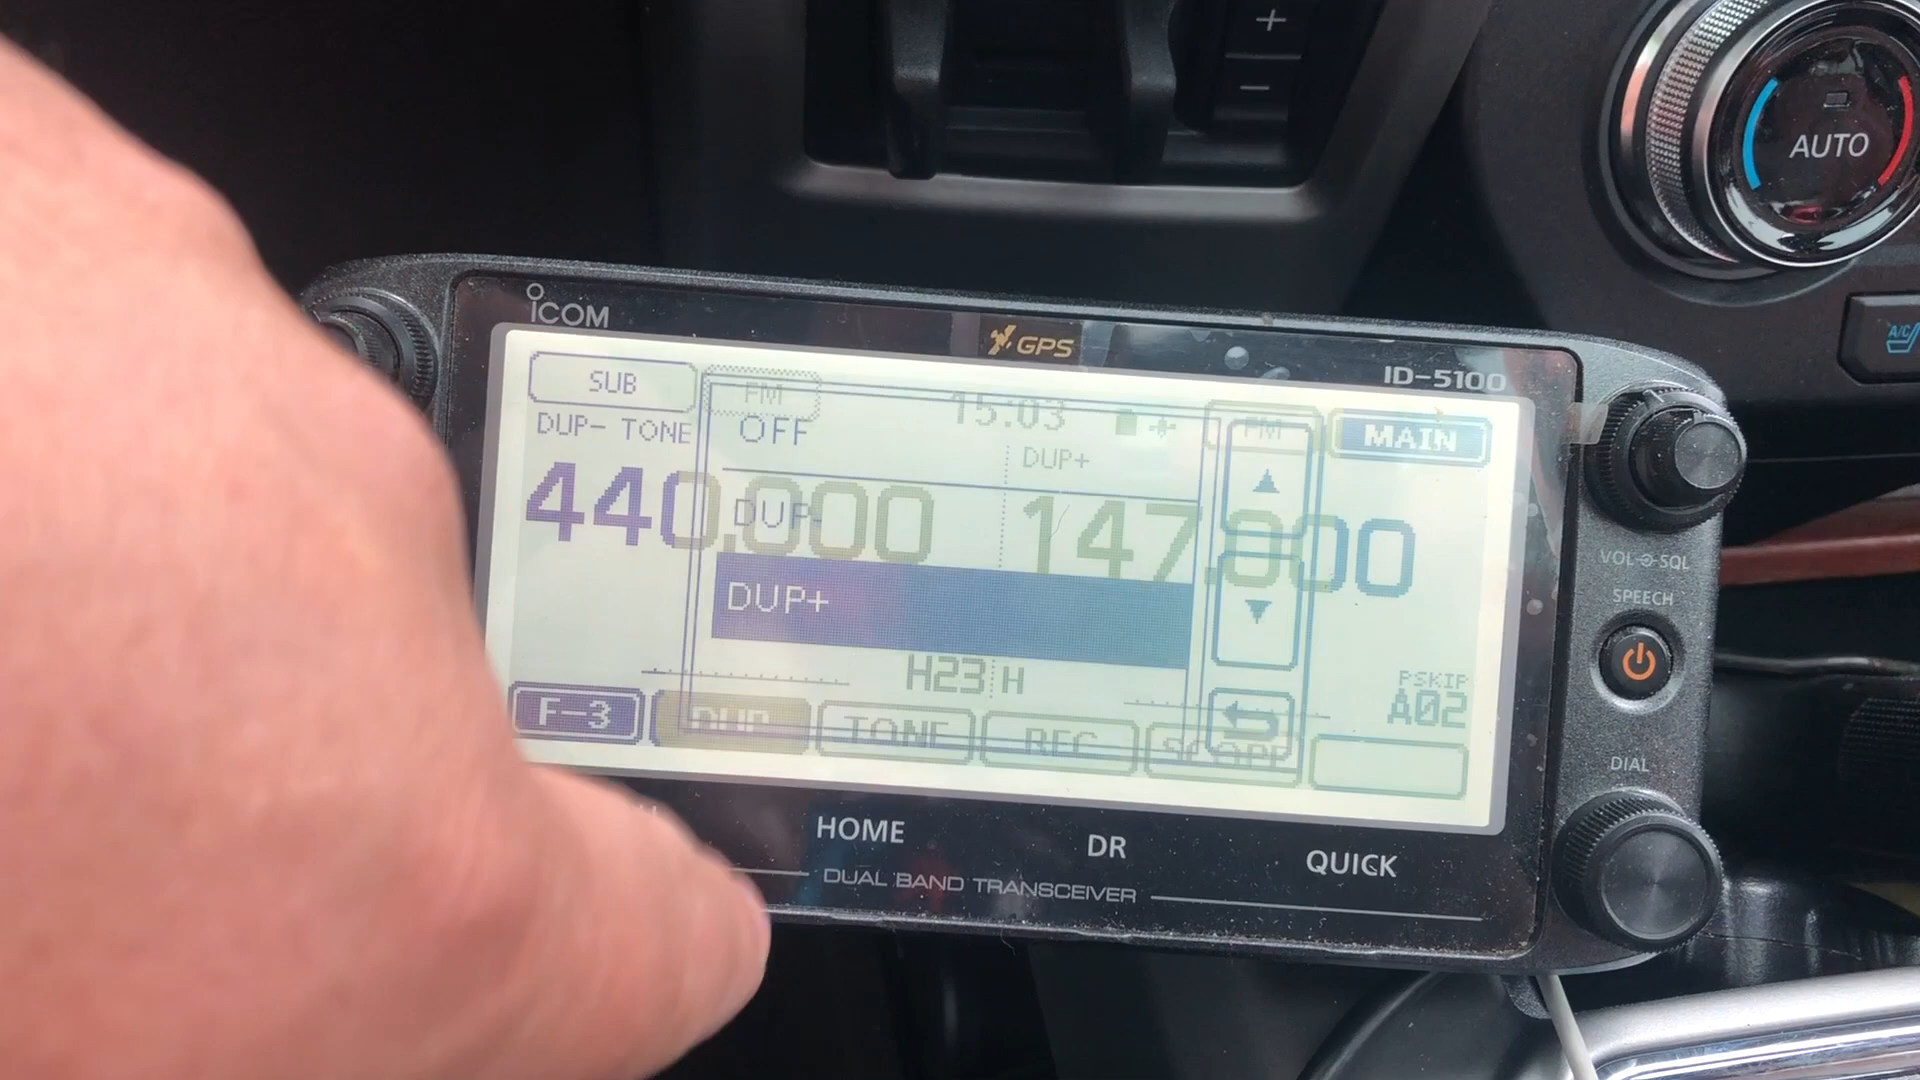 +
−
AUTO
A/C
ICOM
GPS
ID-5100
SUB
FM
15:03
FM
MAIN
DUP- TONE
OFF
DUP+
440.000
DUP-
147.000
DUP+
H23
H
PSKIP
A02
F-3
DUP
TONE
REC
SCOPE
VOL
SQL
SPEECH
DIAL
HOME
DR
QUICK
DUAL BAND TRANSCEIVER